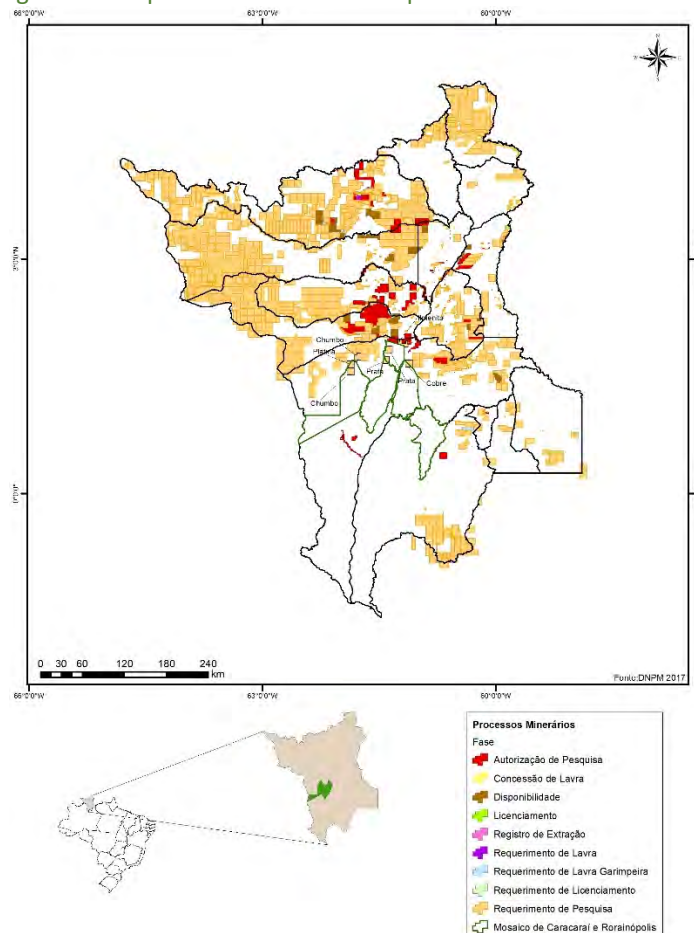 66°0'0"W
63°0'0"W
60°0'0"W
N
Ilmenita
Chumbo
Platina
Prata
Prata
Cobre
Chumbo
0 30 60 120 180 240
km
Fonto:DNPM 2017
66°0'0"W
63°0'0"W
60°0'0"W
Processos Minerários
Fase
Autorização de Pesquisa
Concessão de Lavra
Disponibilidade
Licenciamento
Registro de Extração
Requerimento de Lavra
Requerimento de Lavra Garimpeira
Requerimento de Licenciamento
Requerimento de Pesquisa
Mosaico de Caracaraí e Rorainópolis